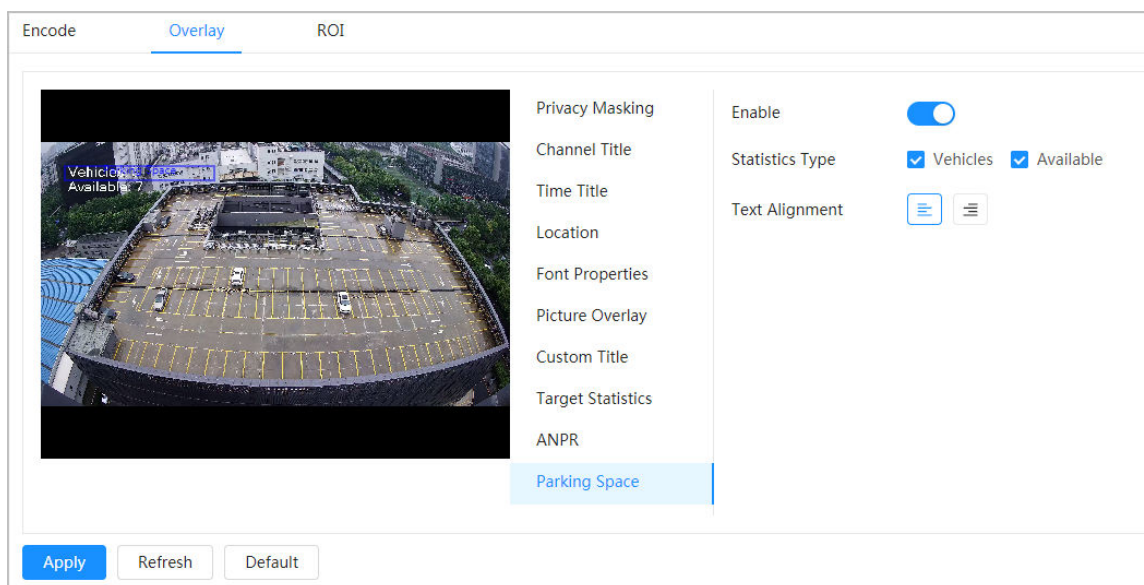 Encode Overlay ROI
Privacy Masking
Channel Title
Time Title
Location
Font Properties
Picture Overlay
Custom Title
Target Statistics
ANPR
Parking Space
Enable
Statistics Type Vehicles Available
Text Alignment
Available: 7
Apply Refresh Default